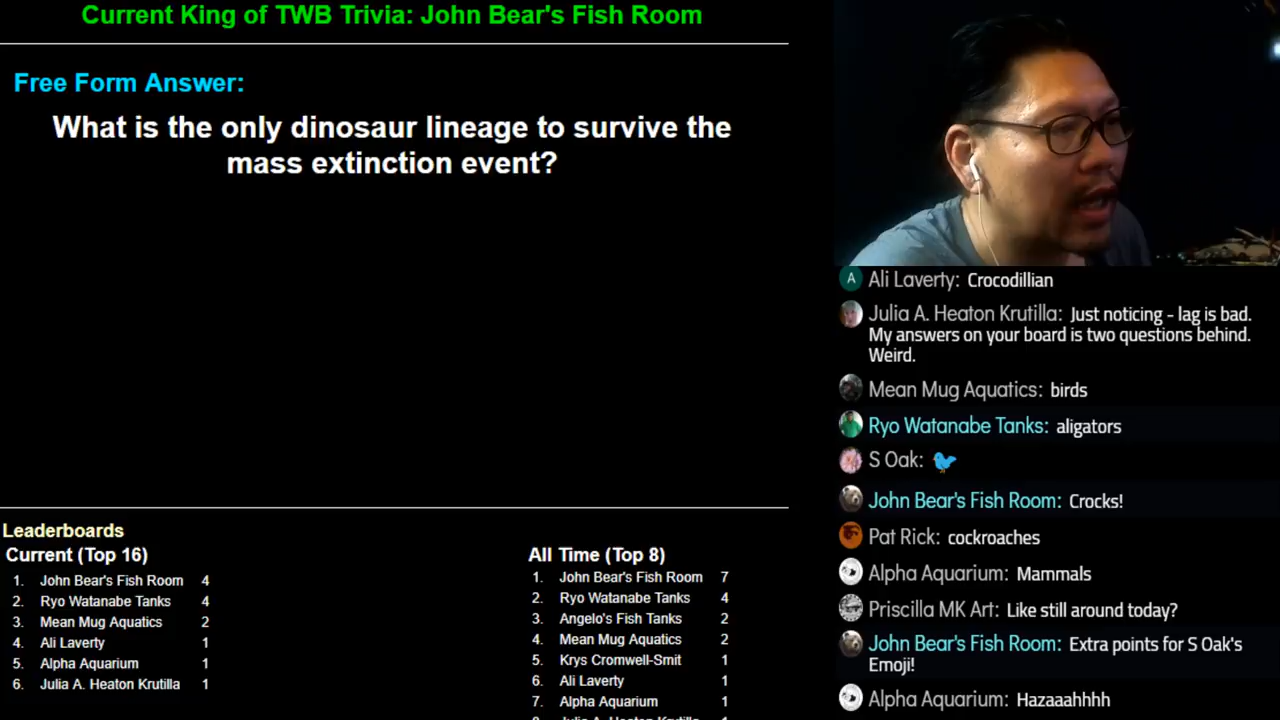 Current King of TWB Trivia: John Bear's Fish Room
Free Form Answer:
What is the only dinosaur lineage to survive the
mass extinction event?
Leaderboards
Current (Top 16)
1. John Bear's Fish Room 4
2. Ryo Watanabe Tanks 4
3. Mean Mug Aquatics 2
4. Ali Laverty 1
5. Alpha Aquarium 1
6. Julia A. Heaton Krutilla 1
All Time (Top 8)
1. John Bear's Fish Room 7
2. Ryo Watanabe Tanks 4
3. Angelo's Fish Tanks 2
4. Mean Mug Aquatics 2
5. Krys Cromwell-Smit 1
6. Ali Laverty 1
7. Alpha Aquarium 1
8. Julia A. Heaton Krutilla 1
A Ali Laverty: Crocodillian
Julia A. Heaton Krutilla: Just noticing - lag is bad.
My answers on your board is two questions behind.
Weird.
Mean Mug Aquatics: birds
Ryo Watanabe Tanks: aligators
S Oak: 🐦
John Bear's Fish Room: Crocks!
Pat Rick: cockroaches
Alpha Aquarium: Mammals
Priscilla MK Art: Like still around today?
John Bear's Fish Room: Extra points for S Oak's
Emoji!
Alpha Aquarium: Hazaaahhhh